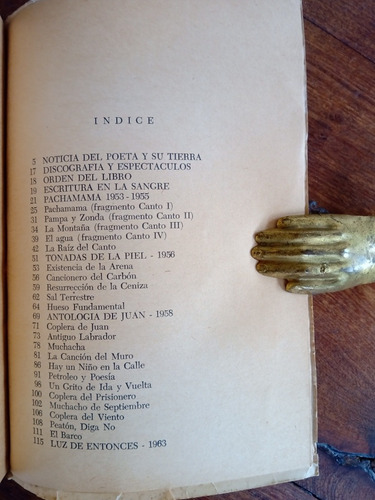 INDICE
5 NOTICIA DEL POETA Y SU TIERRA
17 DISCOGRAFIA Y ESPECTACULOS
18 ORDEN DEL LIBRO
19 ESCRITURA EN LA SANGRE
21 PACHAMAMA 1953-1955
25 Pachamama (fragmento Canto I)
31 Pampa y Zonda (fragmento Canto II)
34 La Montaña (fragmento Canto III)
39 El agua (fragmento Canto IV)
42 La Raíz del Canto
51 TONADAS DE LA PIEL - 1956
53 Existencia de la Arena
56 Cancionero del Carbón
59 Resurrección de la Ceniza
62 Sal Terrestre
64 Hueso Fundamental
69 ANTOLOGIA DE JUAN - 1958
71 Coplera de Juan
73 Antiguo Labrador
78 Muchacha
81 La Canción del Muro
86 Hay un Niño en la Calle
91 Petroleo y Poesía
98 Un Grito de Ida y Vuelta
100 Coplera del Prisionero
102 Muchacho de Septiembre
106 Coplera del Viento
108 Peatón, Diga No
111 El Barco
115 LUZ DE ENTONCES - 1963